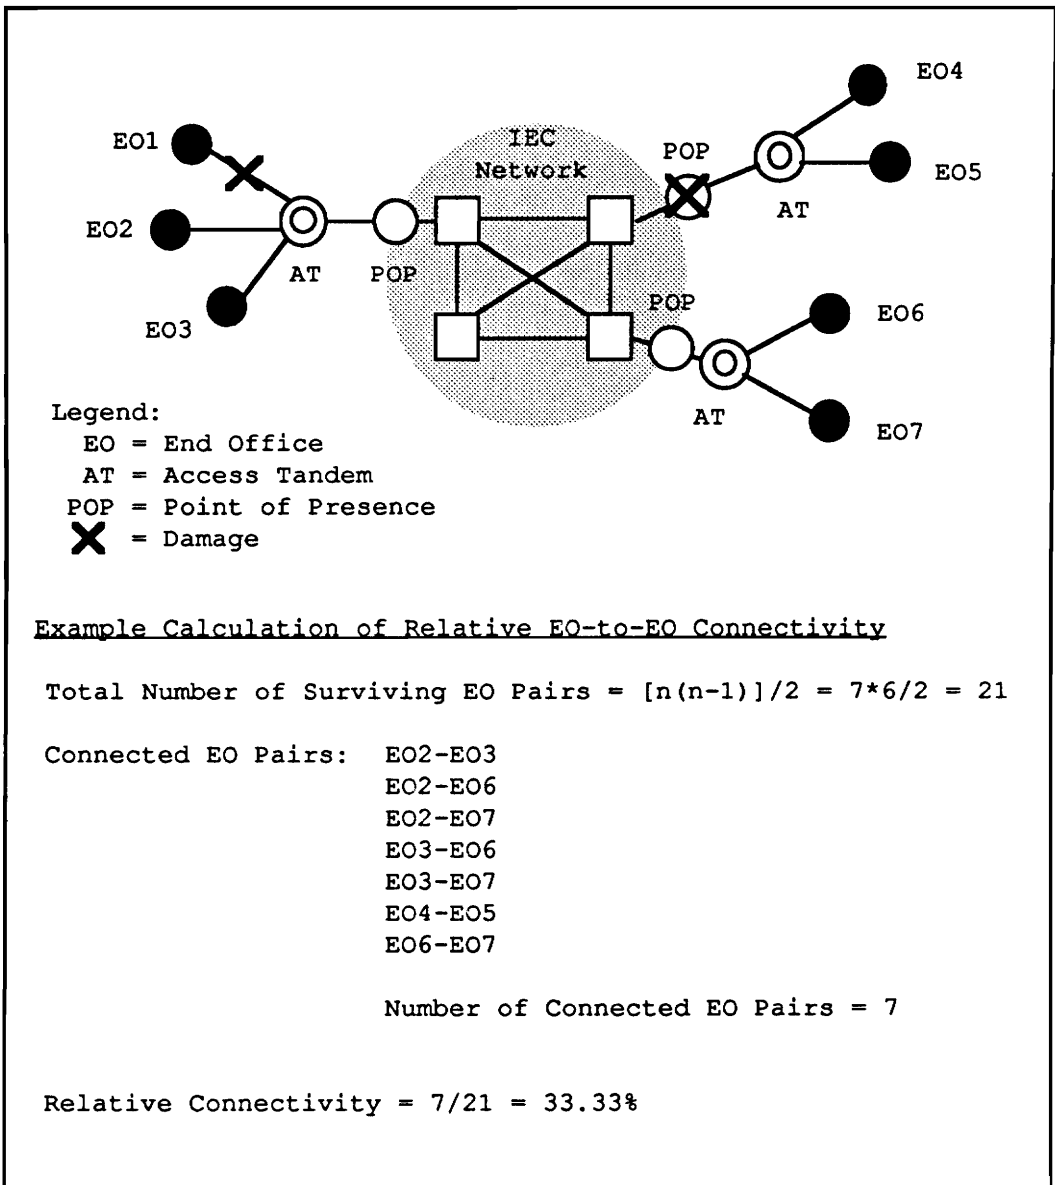 EO4
EO1
IEC
Network
POP
EO5
EO2
AT
AT
POP
POP
EO6
EO3
AT
EO7
Legend:
EO = End Office
AT = Access Tandem
POP = Point of Presence
= Damage
Example Calculation of Relative EO-to-EO Connectivity
Total Number of Surviving EO Pairs = [n(n-1)]/2 = 7*6/2 = 21
Connected EO Pairs: EO2-EO3
EO2-EO6
EO2-EO7
EO3-EO6
EO3-EO7
EO4-EO5
EO6-EO7
Number of Connected EO Pairs = 7
Relative Connectivity = 7/21 = 33.33%